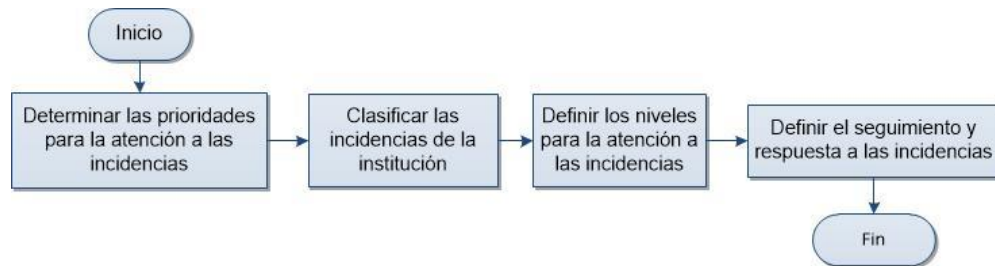 Inicio
Determinar las prioridades
para la atención a las
incidencias
Clasificar las
incidencias de la
institución
Definir los niveles
para la atención a
las incidencias
Definir el seguimiento y
respuesta a las incidencias
Fin